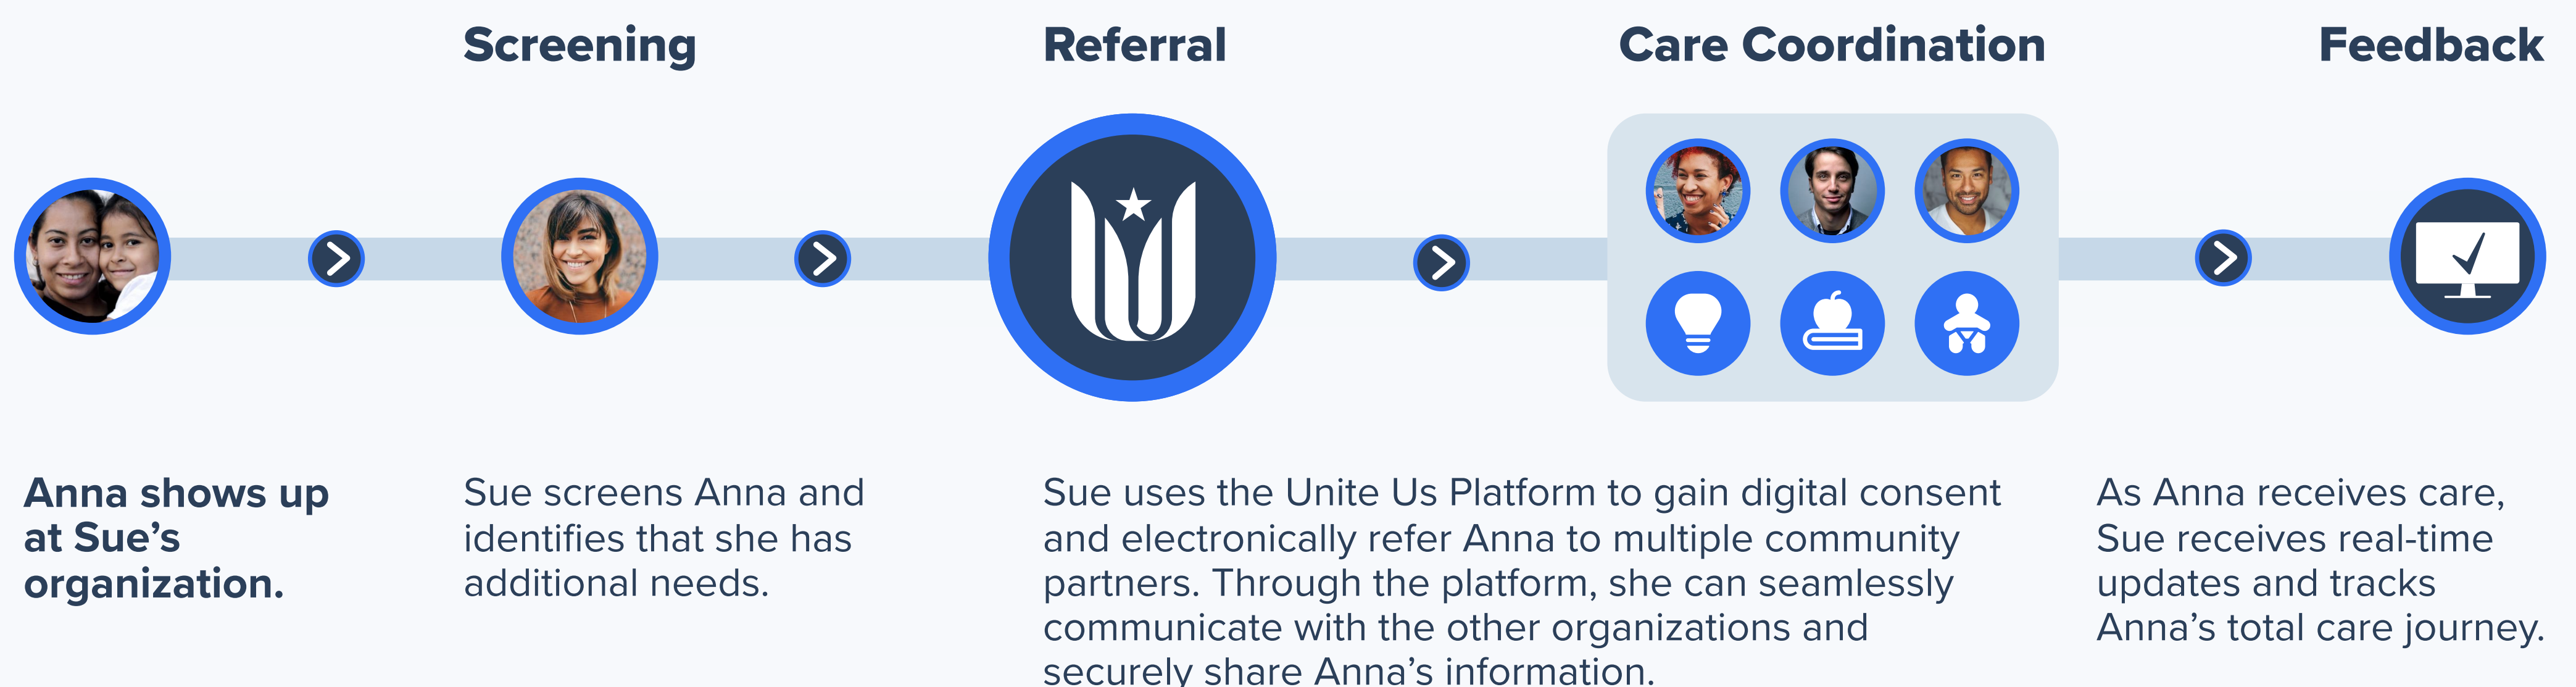 Screening
Referral
Care Coordination
Feedback
Anna shows up
at Sue’s
organization.
Sue screens Anna and
identifies that she has
additional needs.
Sue uses the Unite Us Platform to gain digital consent
and electronically refer Anna to multiple community
partners. Through the platform, she can seamlessly
communicate with the other organizations and
securely share Anna’s information.
As Anna receives care,
Sue receives real-time
updates and tracks
Anna’s total care journey.